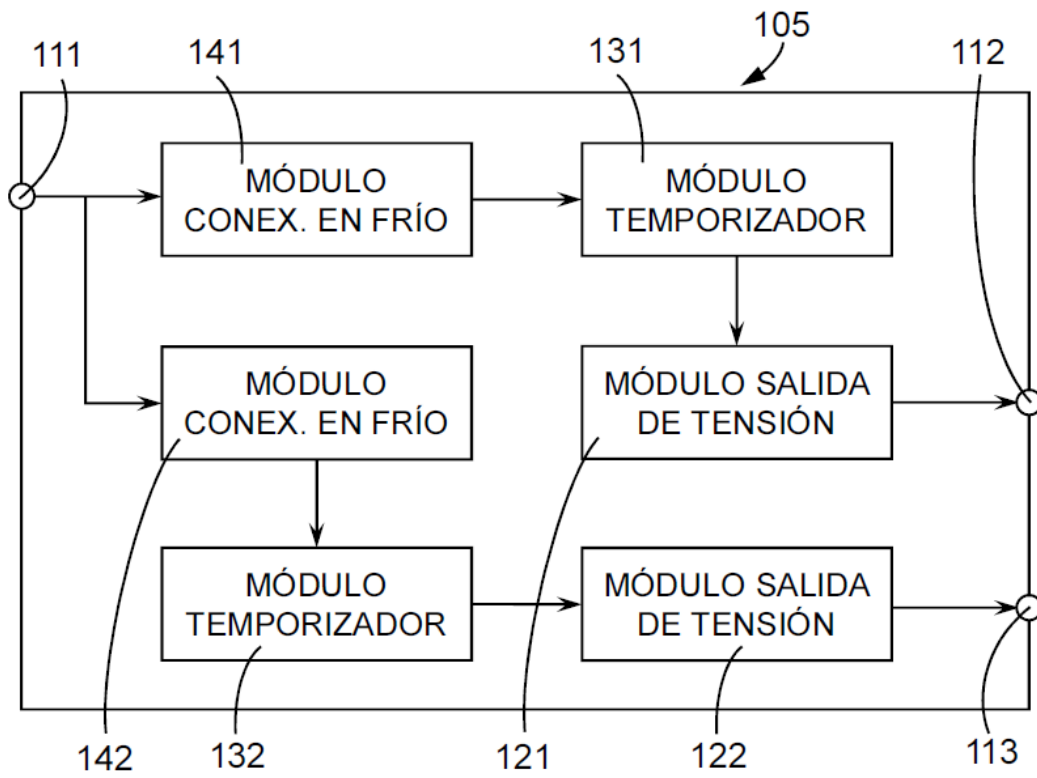 105
111
141
131
112
MÓDULO
CONEX. EN FRÍO
MÓDULO
TEMPORIZADOR
MÓDULO
CONEX. EN FRÍO
MÓDULO SALIDA
DE TENSIÓN
MÓDULO
TEMPORIZADOR
MÓDULO SALIDA
DE TENSIÓN
142
132
121
122
113